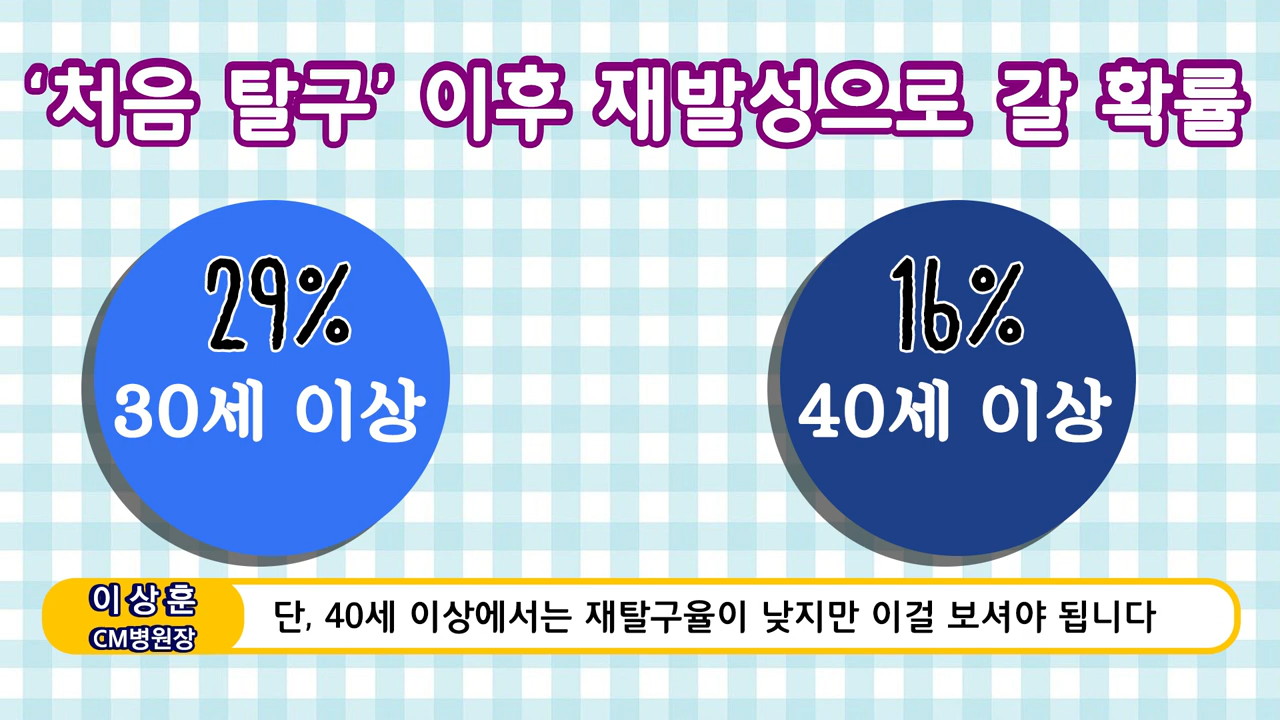 ‘처음 탈구’ 이후 재발성으로 갈 확률
29%
30세 이상
16%
40세 이상
이상훈
CM병원장
단, 40세 이상에서는 재탈구율이 낮지만 이걸 보셔야 됩니다